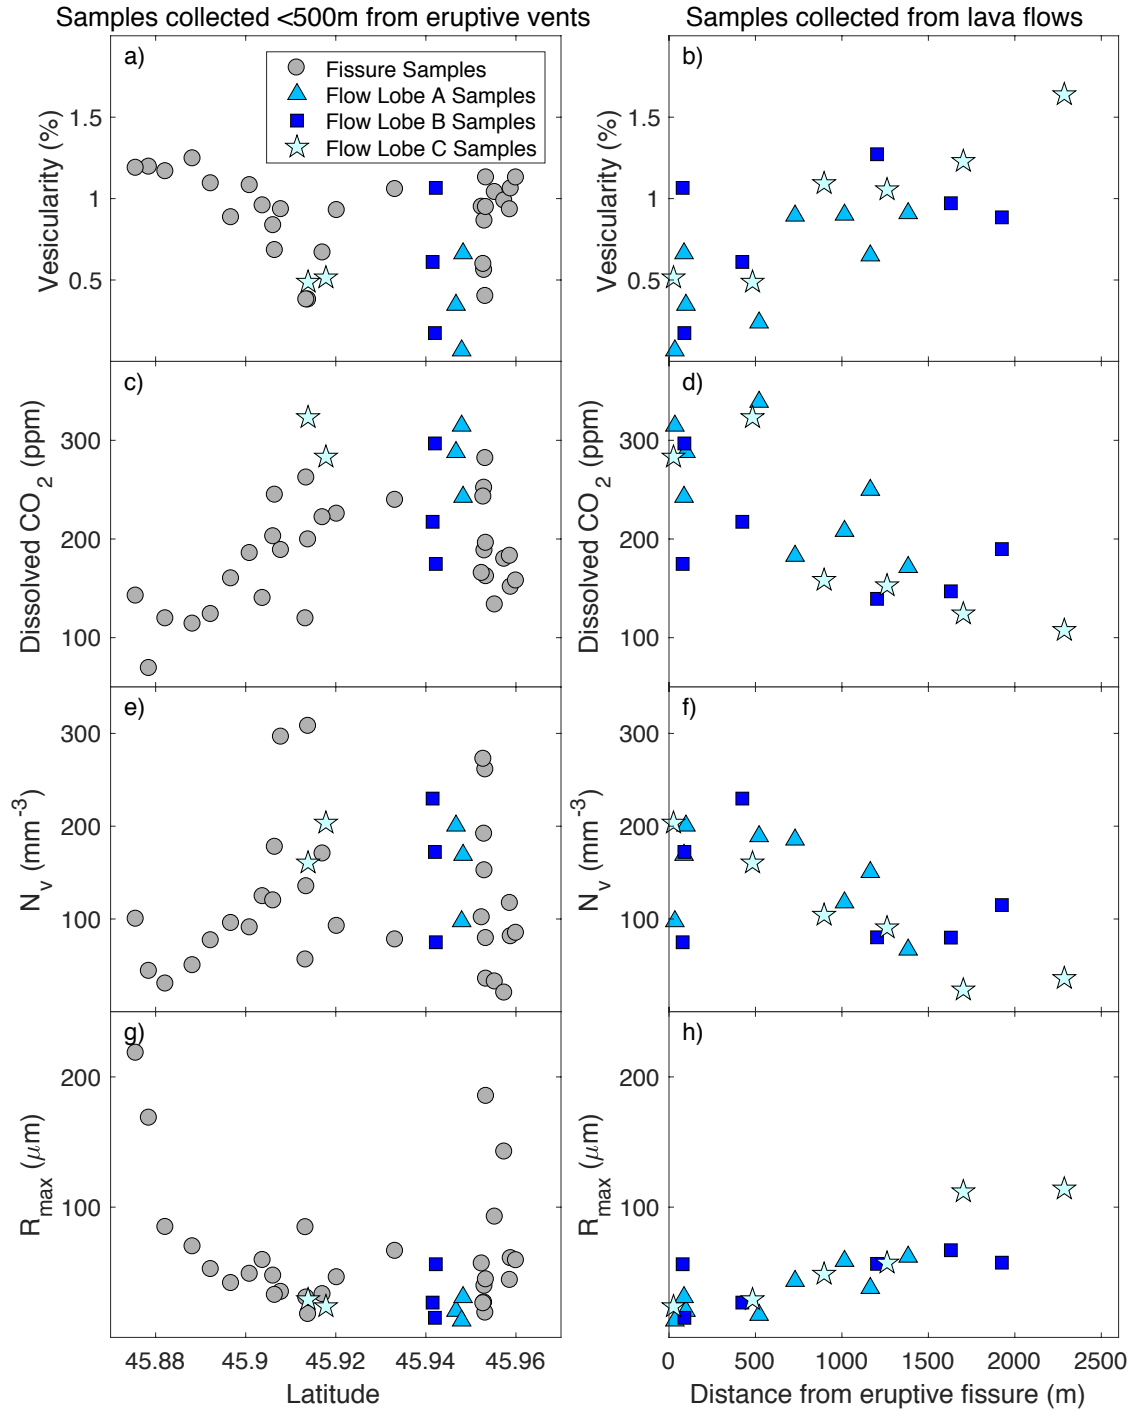 Samples collected <500m from eruptive vents
Samples collected from lava flows
a)
Fissure Samples
Flow Lobe A Samples
Flow Lobe B Samples
Flow Lobe C Samples
Vesicularity (%)
1.5
1
0.5
b)
Vesicularity (%)
1.5
1
0.5
c)
Dissolved CO2 (ppm)
300
200
100
d)
Dissolved CO2 (ppm)
300
200
100
e)
Nv (mm-3)
300
200
100
f)
Nv (mm-3)
300
200
100
g)
Rmax (μm)
200
100
45.88 45.9 45.92 45.94 45.96
Latitude
h)
Rmax (μm)
200
100
0 500 1000 1500 2000 2500
Distance from eruptive fissure (m)